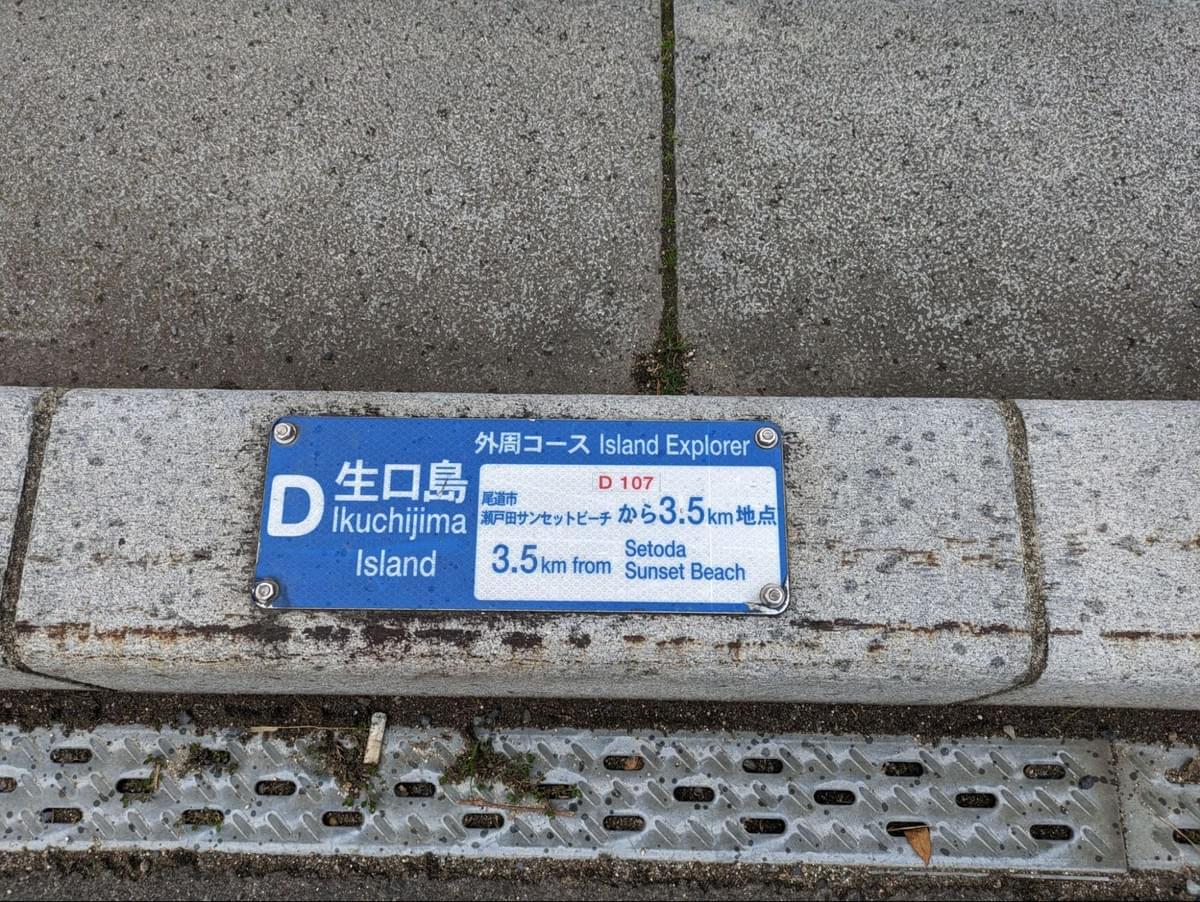 外周コース Island Explorer
D
生口島
Ikuchijima
Island
D 107
尾道市
瀬戸田サンセットビーチ から3.5km地点
3.5km from Setoda
Sunset Beach